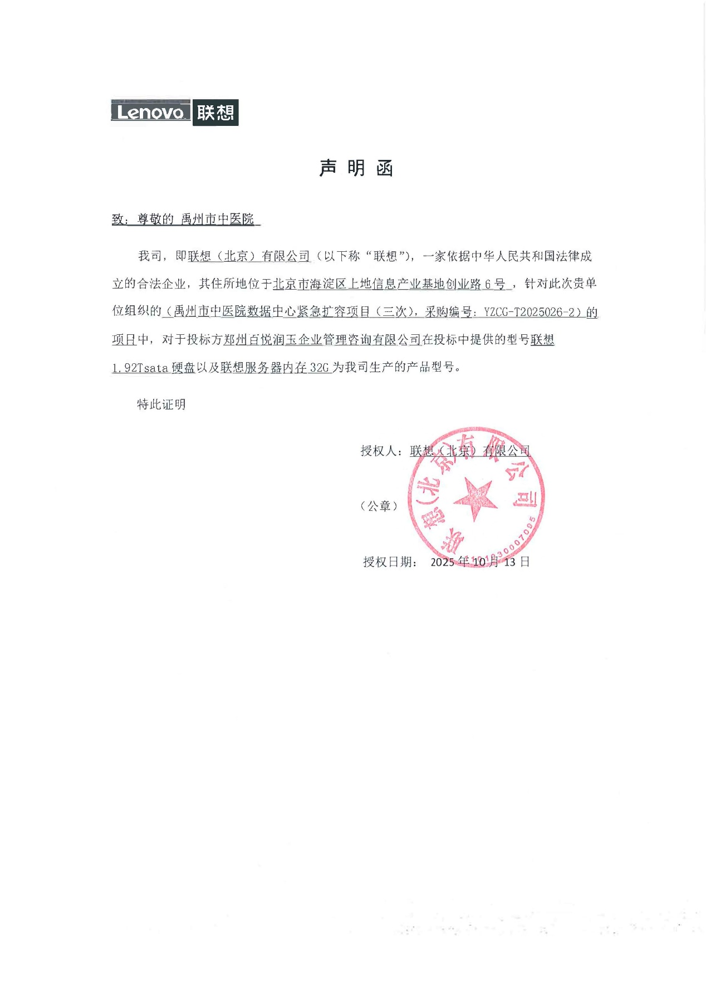 Lenovo 联想
声明函
致：尊敬的 禹州市中医院
我司，即联想（北京）有限公司（以下称“联想”），一家依据中华人民共和国法律成
立的合法企业，其住所地位于北京市海淀区上地信息产业基地创业路 6 号 ，针对此次贵单
位组织的（禹州市中医院数据中心紧急扩容项目（三次），采购编号：YZCG-T2025026-2）的
项目中，对于投标方郑州百悦润玉企业管理咨询有限公司在投标中提供的型号联想
1.92Tsata 硬盘以及联想服务器内存 32G 为我司生产的产品型号。
特此证明
授权人：联想（北京）有限公司
（公章）
联想(北京)有限公司
授权日期： 2025 年 10 月 13 日